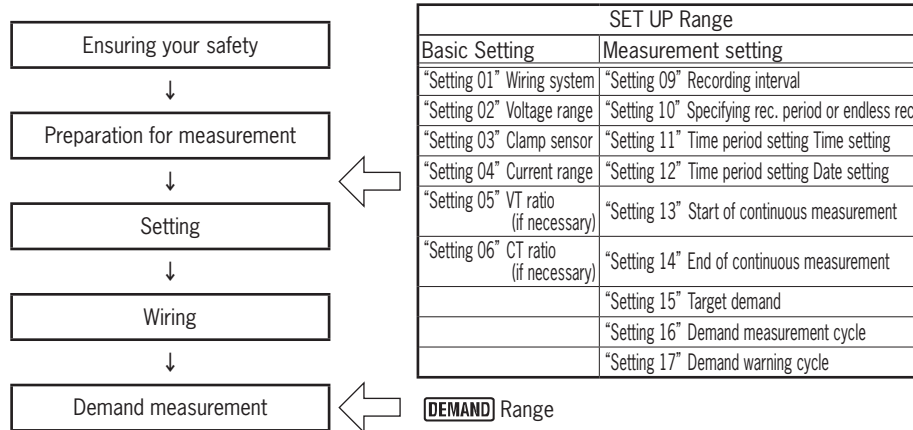 Ensuring your safety
↓
Preparation for measurement
↓
Setting
↓
Wiring
↓
Demand measurement
SET UP Range
Basic Setting Measurement setting
“Setting 01” Wiring system “Setting 09” Recording interval
“Setting 02” Voltage range “Setting 10” Specifying rec. period or endless rec
“Setting 03” Clamp sensor “Setting 11” Time period setting Time setting
“Setting 04” Current range “Setting 12” Time period setting Date setting
“Setting 05” VT ratio
(if necessary) “Setting 13” Start of continuous measurement
“Setting 06” CT ratio
(if necessary) “Setting 14” End of continuous measurement
“Setting 15” Target demand
“Setting 16” Demand measurement cycle
“Setting 17” Demand warning cycle
DEMAND Range